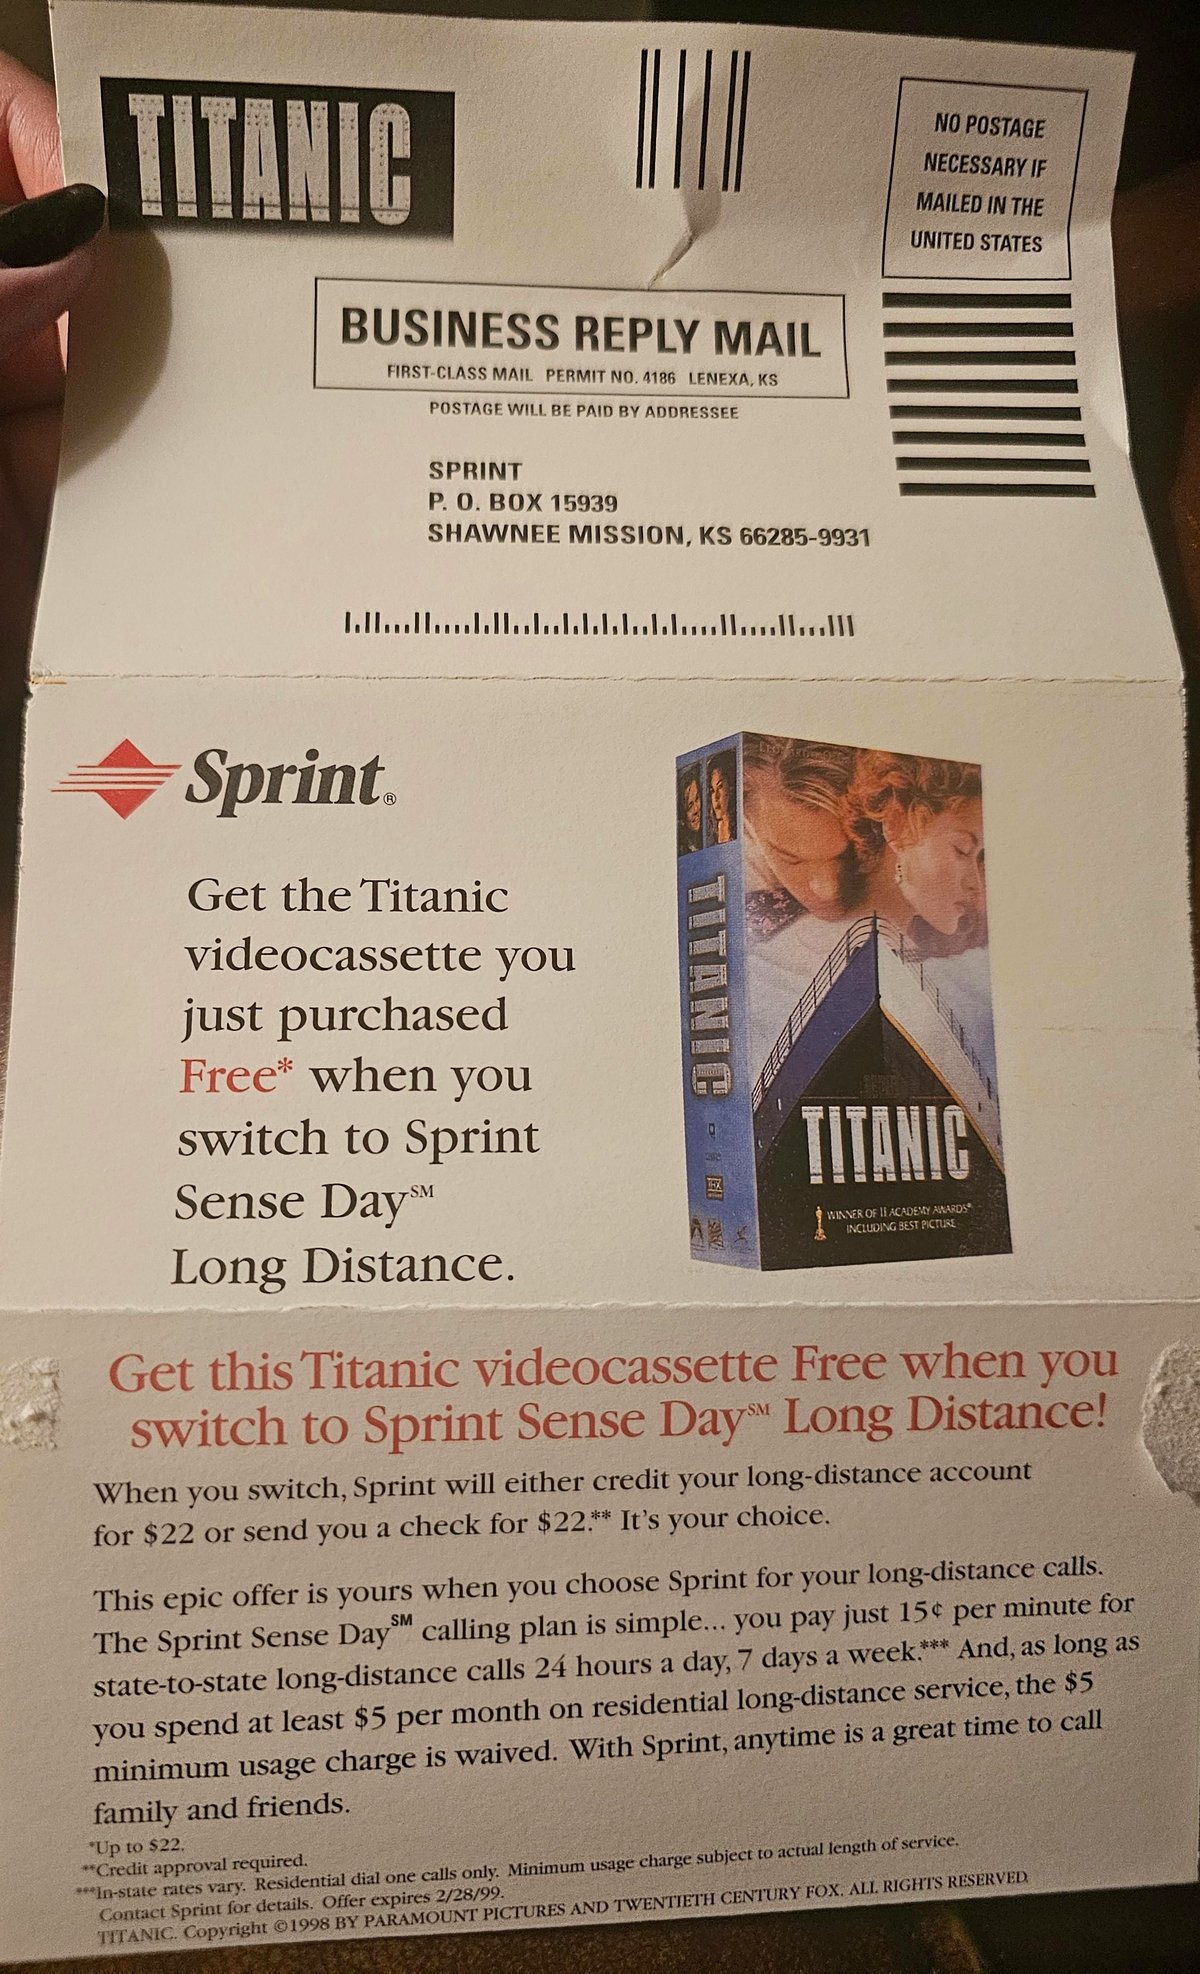 TITANIC
NO POSTAGE
NECESSARY IF
MAILED IN THE
UNITED STATES
BUSINESS REPLY MAIL
FIRST-CLASS MAIL PERMIT NO. 4186 LENEXA, KS
POSTAGE WILL BE PAID BY ADDRESSEE
SPRINT
P. O. BOX 15939
SHAWNEE MISSION, KS 66285-9931
Sprint®
Get the Titanic
videocassette you
just purchased
Free* when you
switch to Sprint
Sense Day℠
Long Distance.
TITANIC
THX
TITANIC
WINNER OF 11 ACADEMY AWARDS®
INCLUDING BEST PICTURE
Get this Titanic videocassette Free when you
switch to Sprint Sense Day℠ Long Distance!
When you switch, Sprint will either credit your long-distance account
for $22 or send you a check for $22.** It's your choice.
This epic offer is yours when you choose Sprint for your long-distance calls.
The Sprint Sense Day℠ calling plan is simple... you pay just 15¢ per minute for
state-to-state long-distance calls 24 hours a day, 7 days a week.*** And, as long as
you spend at least $5 per month on residential long-distance service, the $5
minimum usage charge is waived. With Sprint, anytime is a great time to call
family and friends.
*Up to $22.
**Credit approval required.
***In-state rates vary. Residential dial one calls only. Minimum usage charge subject to actual length of service.
Contact Sprint for details. Offer expires 2/28/99.
TITANIC. Copyright ©1998 BY PARAMOUNT PICTURES AND TWENTIETH CENTURY FOX. ALL RIGHTS RESERVED